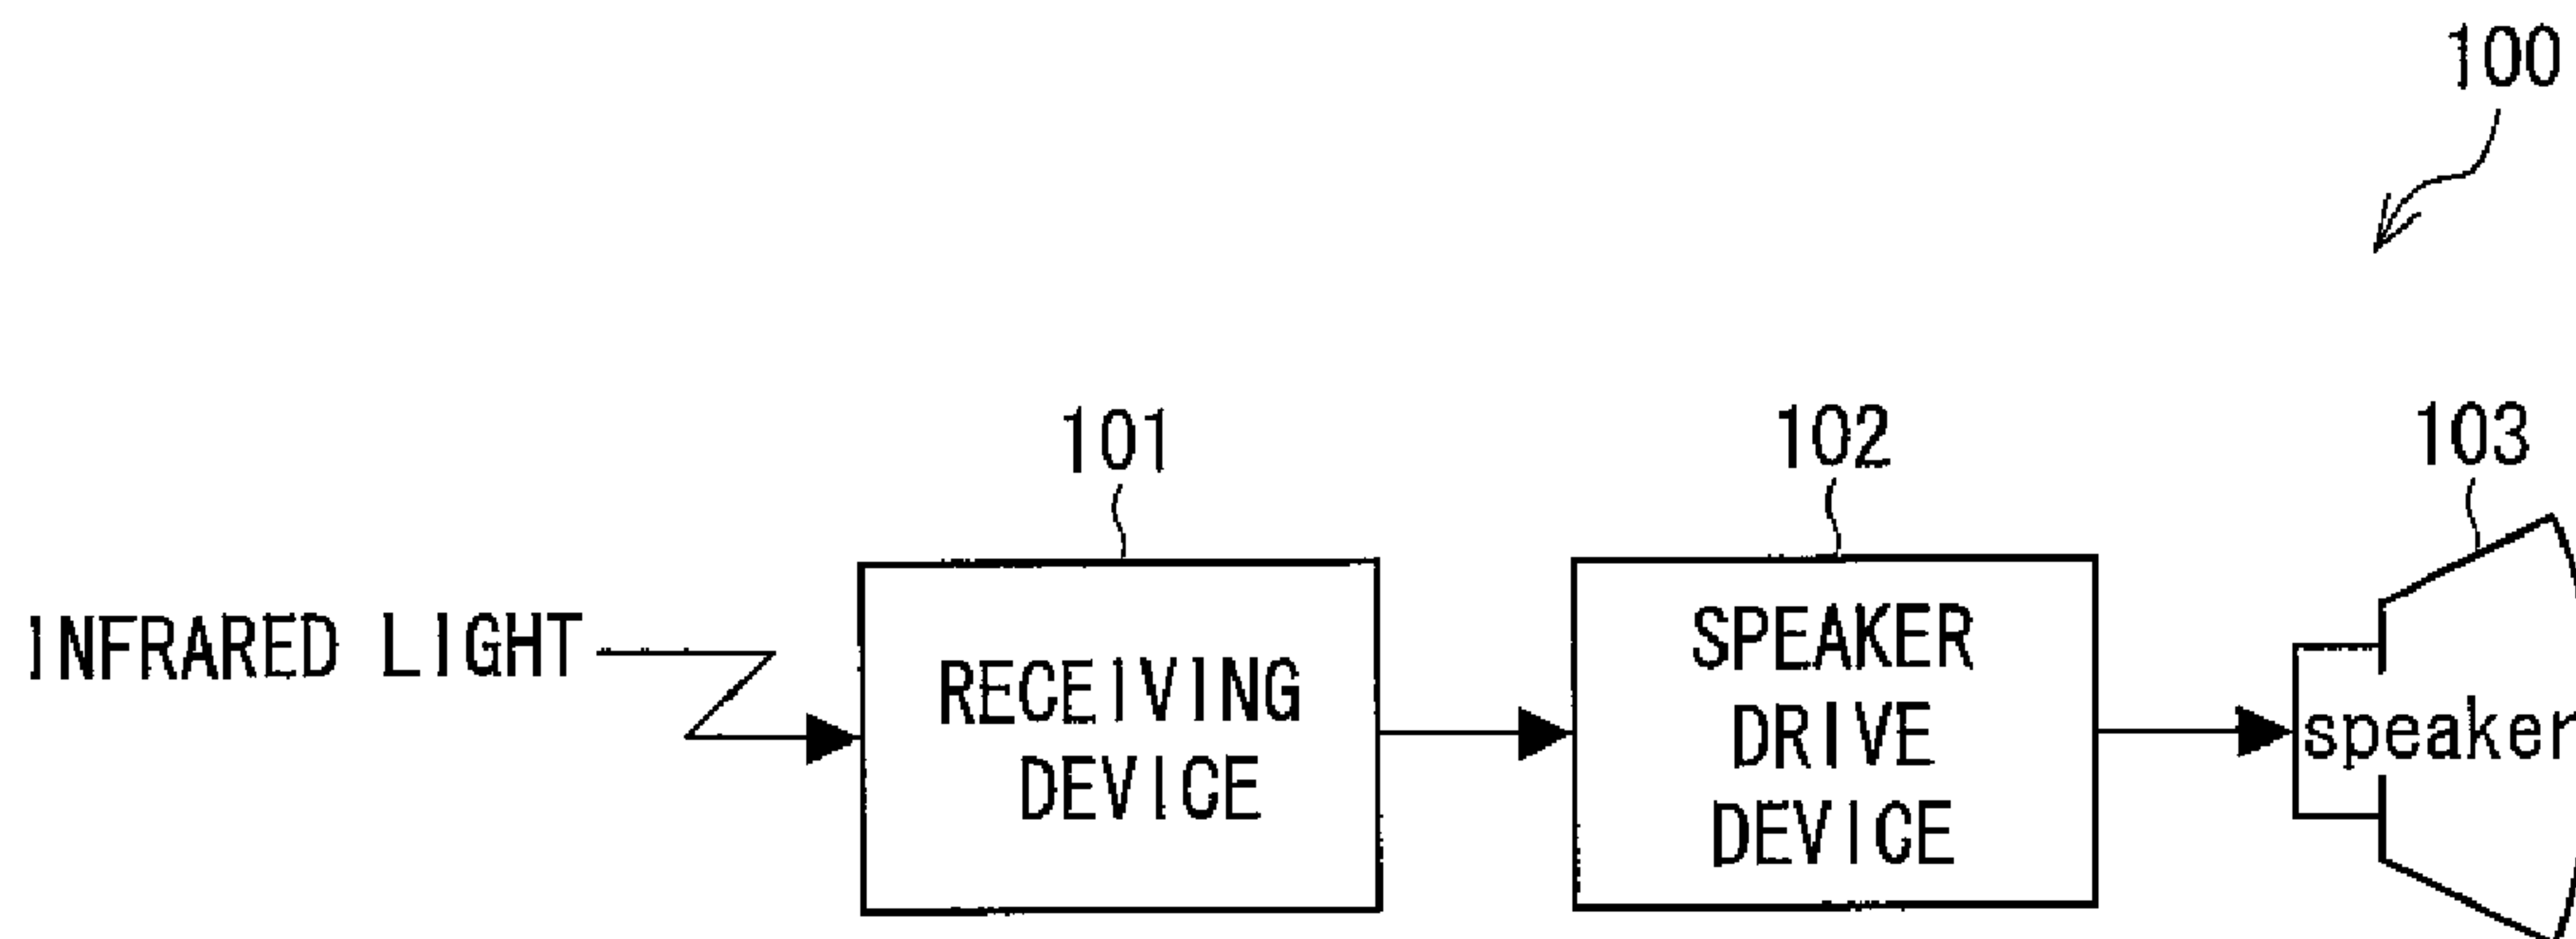 100
101
102
103
INFRARED LIGHT
RECEIVING
DEVICE
SPEAKER
DRIVE
DEVICE
speaker